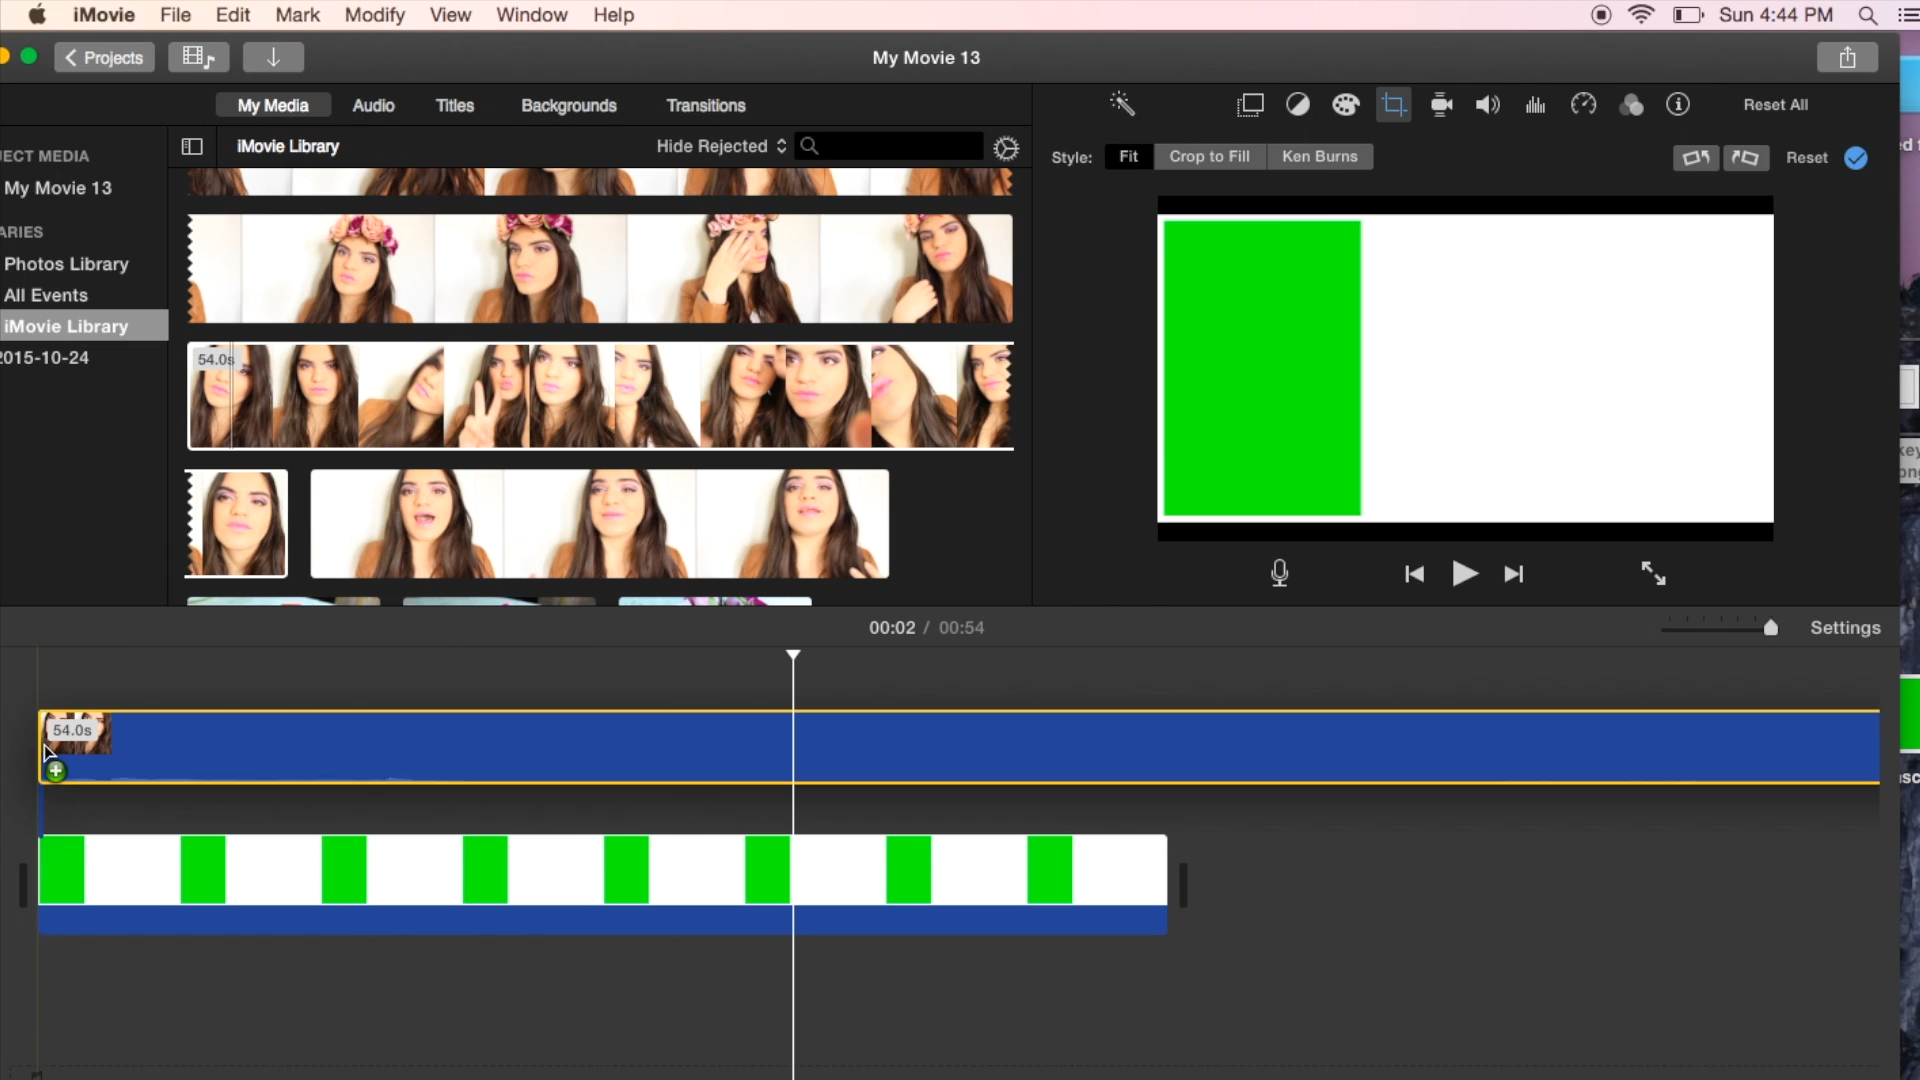 iMovie File Edit Mark Modify View Window Help Sun 4:44 PM
Projects My Movie 13
My Media Audio Titles Backgrounds Transitions Reset All
JECT MEDIA
My Movie 13
ARIES
Photos Library
All Events
iMovie Library
2015-10-24
iMovie Library Hide Rejected
Style: Fit Crop to Fill Ken Burns Reset
54.0s
00:02 / 00:54 Settings
54.0s